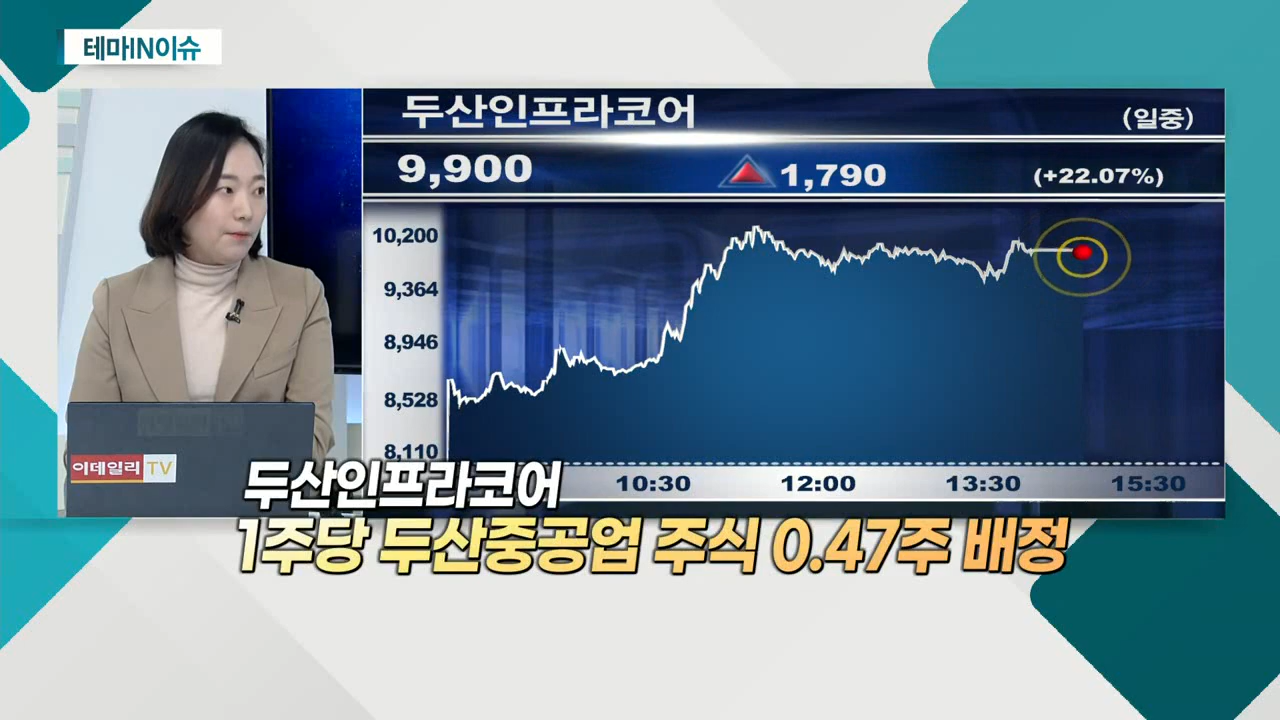 테마IN이슈
두산인프라코어
(일중)
9,900 ▲ 1,790 (+22.07%)
10,200
9,364
8,946
8,528
8,110
10:30 12:00 13:30 15:30
이데일리TV
두산인프라코어
1주당 두산중공업 주식 0.47주 배정